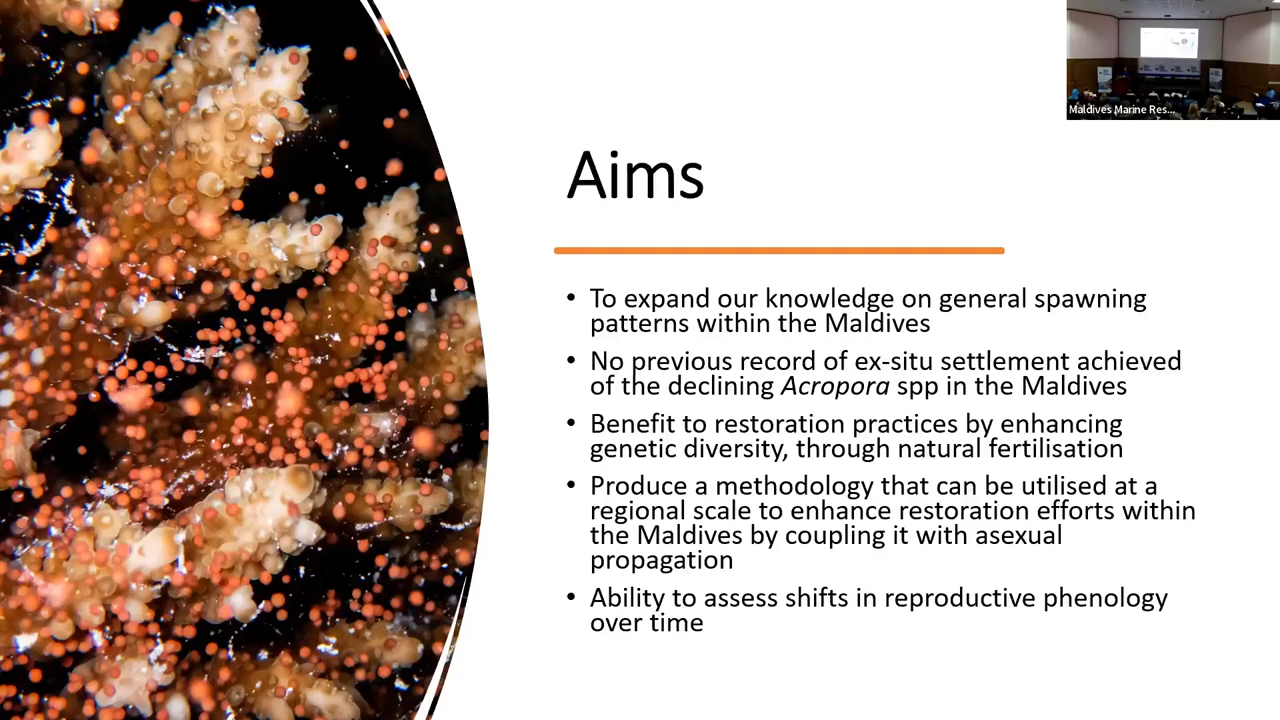 Maldives Marine Res...
Aims
• To expand our knowledge on general spawning
patterns within the Maldives
• No previous record of ex-situ settlement achieved
of the declining Acropora spp in the Maldives
• Benefit to restoration practices by enhancing
genetic diversity, through natural fertilisation
• Produce a methodology that can be utilised at a
regional scale to enhance restoration efforts within
the Maldives by coupling it with asexual
propagation
• Ability to assess shifts in reproductive phenology
over time